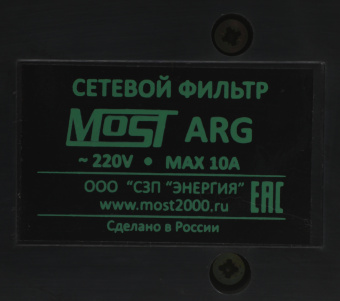 СЕТЕВОЙ ФИЛЬТР
MOST ARG
~ 220V • MAX 10A
ООО "СЗП "ЭНЕРГИЯ"
www.most2000.ru
EAC
Сделано в России